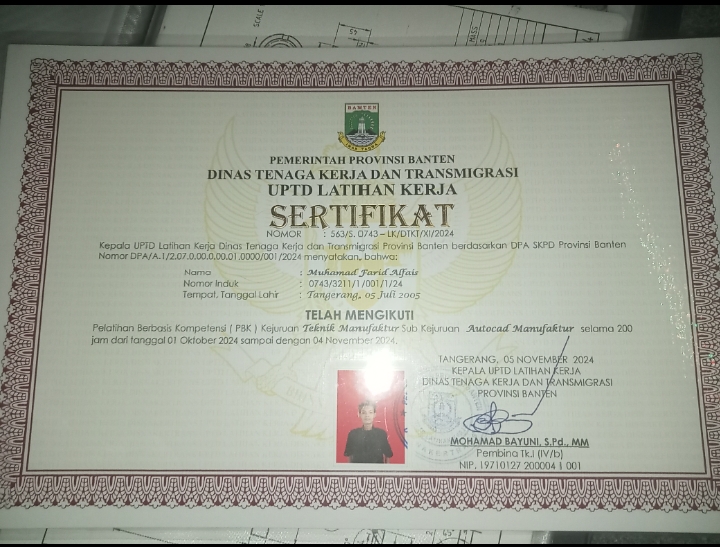 SCALE
BANTEN
PEMERINTAH PROVINSI BANTEN
DINAS TENAGA KERJA DAN TRANSMIGRASI
UPTD LATIHAN KERJA
SERTIFIKAT
NOMOR : 563/S. 0743 – LK/DTKT/XI/2024
Kepala UPTD Latihan Kerja Dinas Tenaga Kerja dan Transmigrasi Provinsi Banten berdasarkan DPA SKPD Provinsi Banten
Nomor DPA/A.1/2.07.0.00.0.00.01.0000/001/2024 menyatakan, bahwa:
Nama : Muhamad Farid Alfais
Nomor Induk : 0743/3211/1/001/1/24
Tempat, Tanggal Lahir : Tangerang, 05 Juli 2005
TELAH MENGIKUTI
Pelatihan Berbasis Kompetensi ( PBK ) Kejuruan Teknik Manufaktur Sub Kejuruan Autocad Manufaktur selama 200
jam dari tanggal 01 Oktober 2024 sampai dengan 04 November 2024.
TANGERANG, 05 NOVEMBER 2024
KEPALA UPTD LATIHAN KERJA
DINAS TENAGA KERJA DAN TRANSMIGRASI
PROVINSI BANTEN
MOHAMAD BAYUNI, S.Pd., MM
Pembina Tk.I (IV/b)
NIP. 19710127 200004 1 001